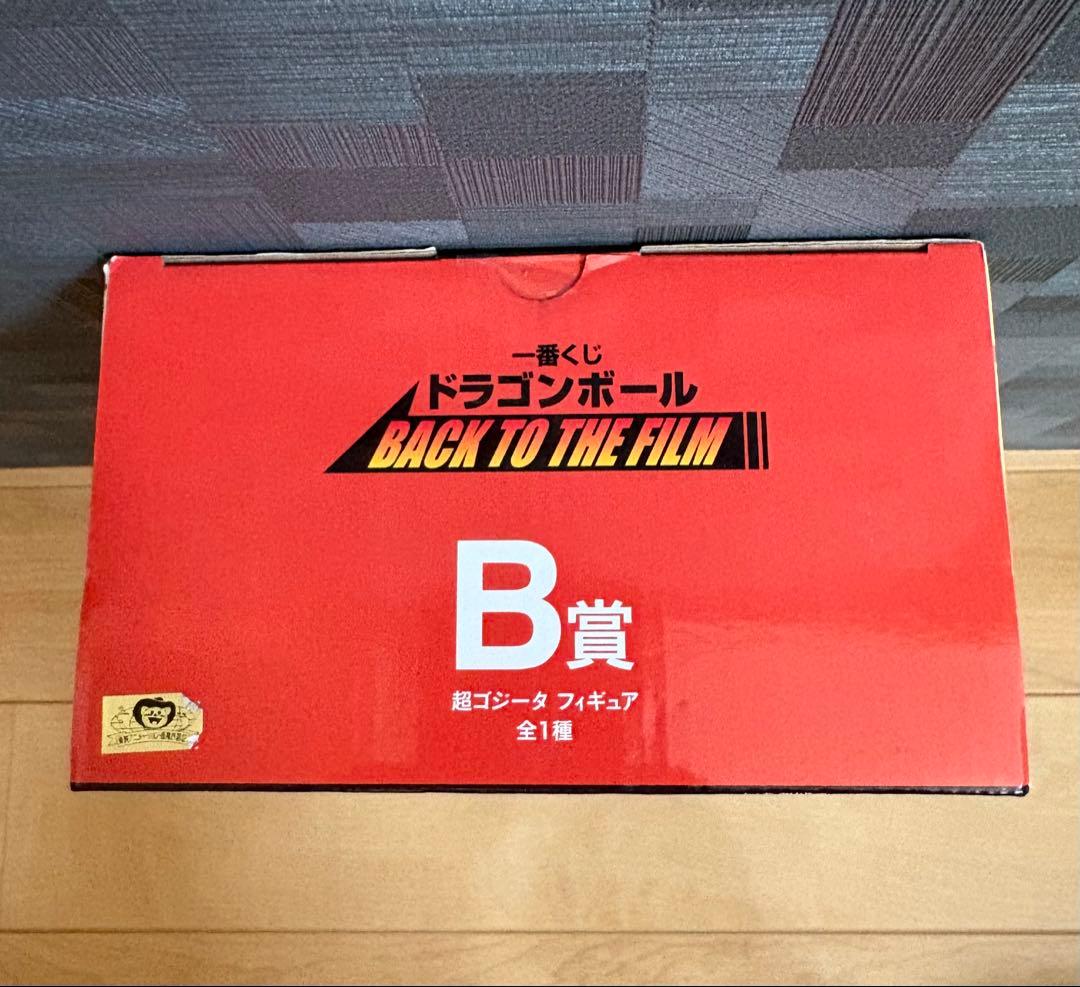 一番くじ
ドラゴンボール
BACK TO THE FILM
B賞
超ゴジータ フィギュア
全1種